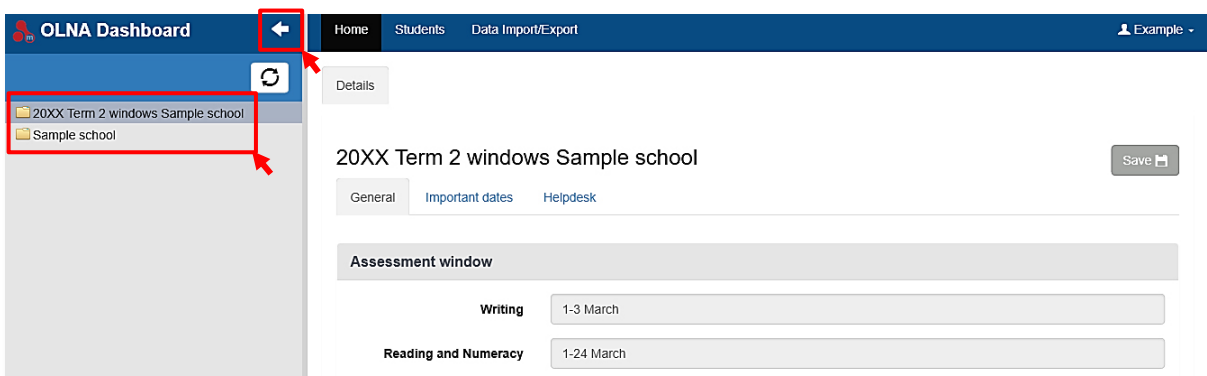 OLNA Dashboard
Home Students Data Import/Export Example
Details
20XX Term 2 windows Sample school
Sample school
20XX Term 2 windows Sample school
Save
General Important dates Helpdesk
Assessment window
Writing 1-3 March
Reading and Numeracy 1-24 March